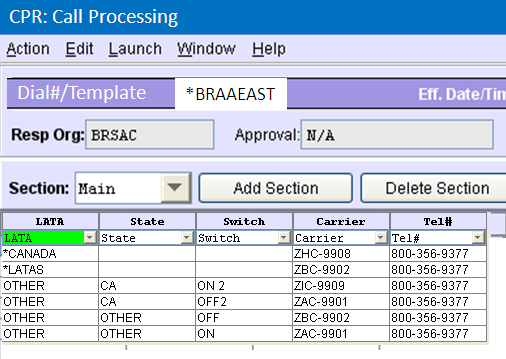 CPR: Call Processing
Action Edit Launch Window Help
Dial#/Template *BRAAEAST Eff. Date/Tim
Resp Org: BRSAC Approval: N/A
Section: Main Add Section Delete Section
LATA State Switch Carrier Tel#
LATA State Switch Carrier Tel#
*CANADA ZHC-9908 800-356-9377
*LATAS ZBC-9902 800-356-9377
OTHER CA ON 2 ZIC-9909 800-356-9377
OTHER CA OFF2 ZAC-9901 800-356-9377
OTHER OTHER OFF ZBC-9902 800-356-9377
OTHER OTHER ON ZAC-9901 800-356-9377